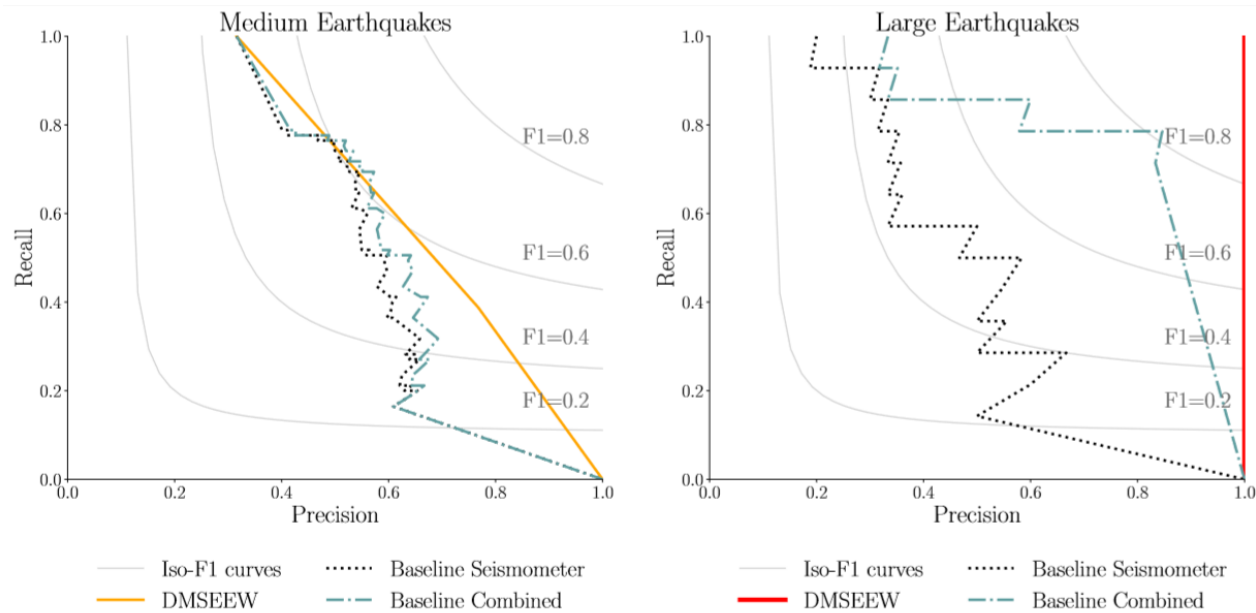 Medium Earthquakes
1.0
0.8
0.6
0.4
0.2
0.0
Recall
F1=0.8
F1=0.6
F1=0.4
F1=0.2
0.0 0.2 0.4 0.6 0.8 1.0
Precision
Iso-F1 curves
DMSEEW
Baseline Seismometer
Baseline Combined
Large Earthquakes
1.0
0.8
0.6
0.4
0.2
0.0
Recall
F1=0.8
F1=0.6
F1=0.4
F1=0.2
0.0 0.2 0.4 0.6 0.8 1.0
Precision
Iso-F1 curves
DMSEEW
Baseline Seismometer
Baseline Combined